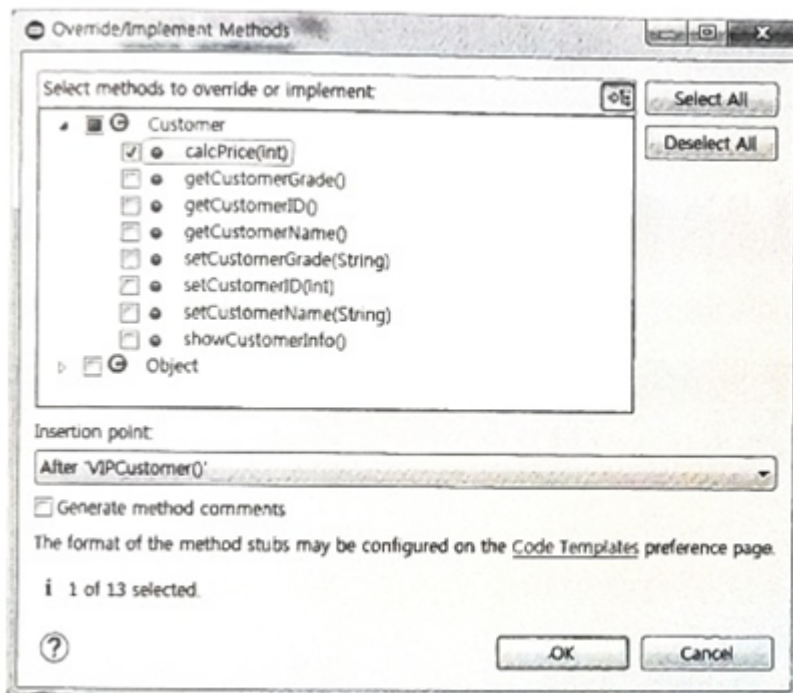 Override/Implement Methods
Select methods to override or implement:
Select All
Deselect All
Customer
calcPrice(int)
getCustomerGrade()
getCustomerID()
getCustomerName()
setCustomerGrade(String)
setCustomerID(int)
setCustomerName(String)
showCustomerInfo()
Object
Insertion point:
After 'VIPCustomer()'
Generate method comments
The format of the method stubs may be configured on the Code Templates preference page.
i 1 of 13 selected.
?
OK
Cancel